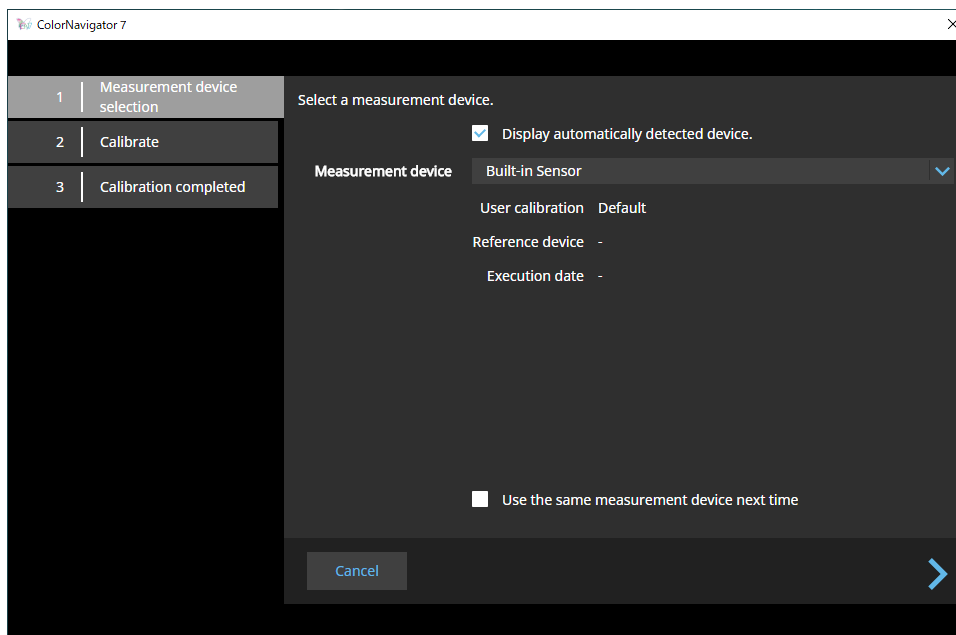 ColorNavigator 7
1 Measurement device
selection
2 Calibrate
3 Calibration completed
Select a measurement device.
Display automatically detected device.
Measurement device Built-in Sensor
User calibration Default
Reference device -
Execution date -
Use the same measurement device next time
Cancel